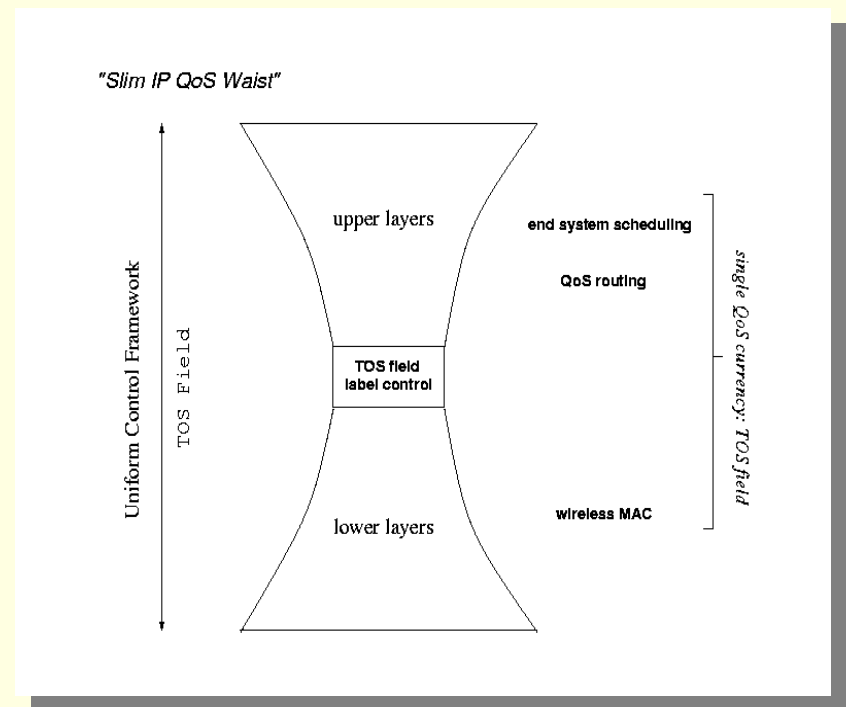 "Slim IP QoS Waist"
upper layers
end system scheduling
QoS routing
TOS field
label control
wireless MAC
lower layers
Uniform Control Framework
TOS Field
single QoS currency: TOS field